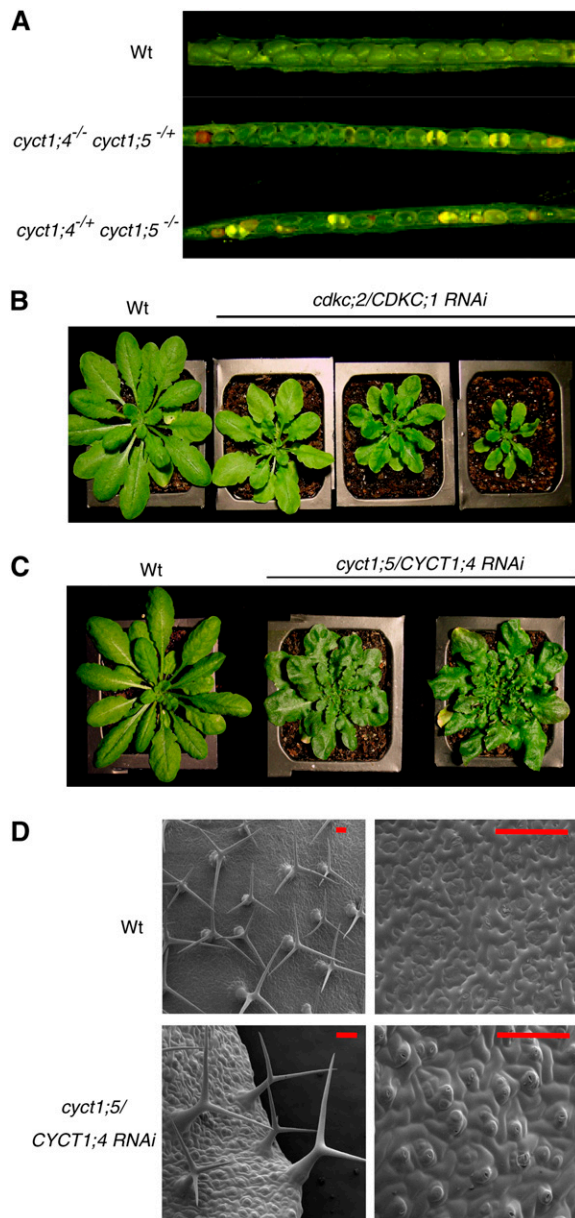 A
Wt
cyct1;4-/- cyct1;5 -/+
cyct1;4-/+ cyct1;5 -/-
B
Wt
cdkc;2/CDKC;1 RNAi
C
Wt
cyct1;5/CYCT1;4 RNAi
D
Wt
cyct1;5/
CYCT1;4 RNAi